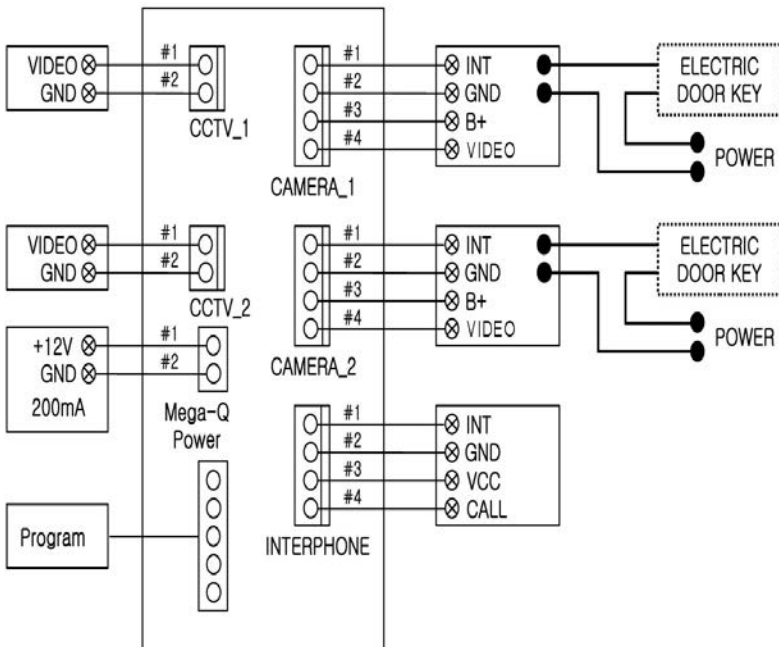 VIDEO
GND
#1
#2
CCTV_1
#1
#2
#3
#4
CAMERA_1
INT
GND
B+
VIDEO
ELECTRIC
DOOR KEY
POWER
VIDEO
GND
#1
#2
CCTV_2
#1
#2
#3
#4
CAMERA_2
INT
GND
B+
VIDEO
ELECTRIC
DOOR KEY
POWER
+12V
GND
200mA
#1
#2
Mega-Q
Power
#1
#2
#3
#4
INTERPHONE
INT
GND
VCC
CALL
Program